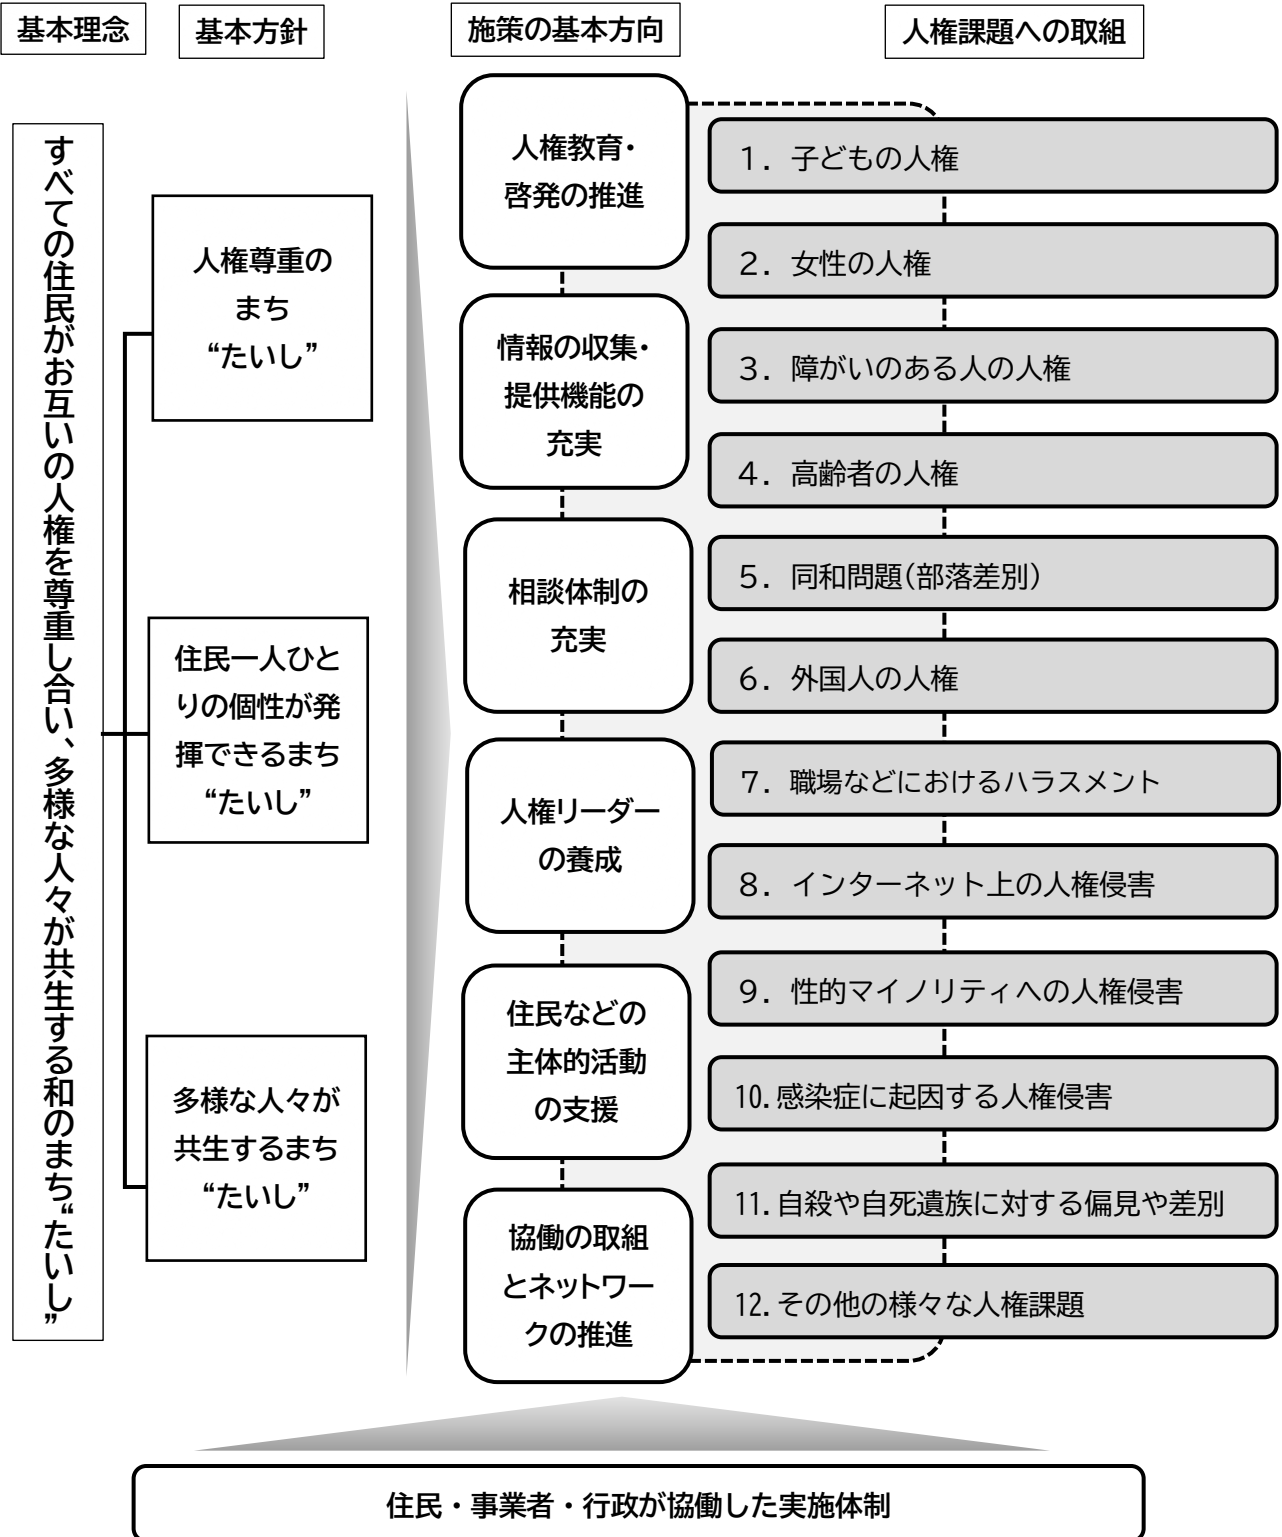 基本理念
基本方針
施策の基本方向
人権課題への取組
すべての住民がお互いの人権を尊重し合い、多様な人々が共生する和のまち“たいし”
人権尊重の
まち
“たいし”
住民一人ひと
りの個性が発
揮できるまち
“たいし”
多様な人々が
共生するまち
“たいし”
人権教育・
啓発の推進
情報の収集・
提供機能の
充実
相談体制の
充実
人権リーダー
の養成
住民などの
主体的活動
の支援
協働の取組
とネットワー
クの推進
１．子どもの人権
２．女性の人権
３．障がいのある人の人権
４．高齢者の人権
５．同和問題(部落差別)
６．外国人の人権
７．職場などにおけるハラスメント
８．インターネット上の人権侵害
９．性的マイノリティへの人権侵害
10.感染症に起因する人権侵害
11.自殺や自死遺族に対する偏見や差別
12.その他の様々な人権課題
住民・事業者・行政が協働した実施体制